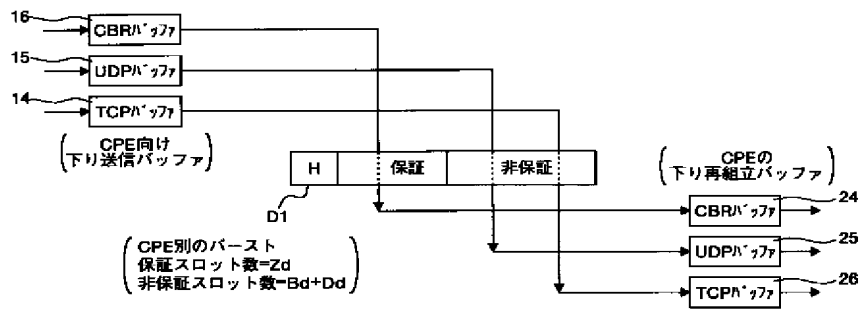 16
CBRバッファ
15
UDPバッファ
14
TCPバッファ
CPE向け
下り送信バッファ
H
保証
非保証
D1
CPEの
下り再組立バッファ
CBRバッファ
24
UDPバッファ
25
TCPバッファ
26
CPE別のバースト
保証スロット数=Zd
非保証スロット数=Bd+Dd